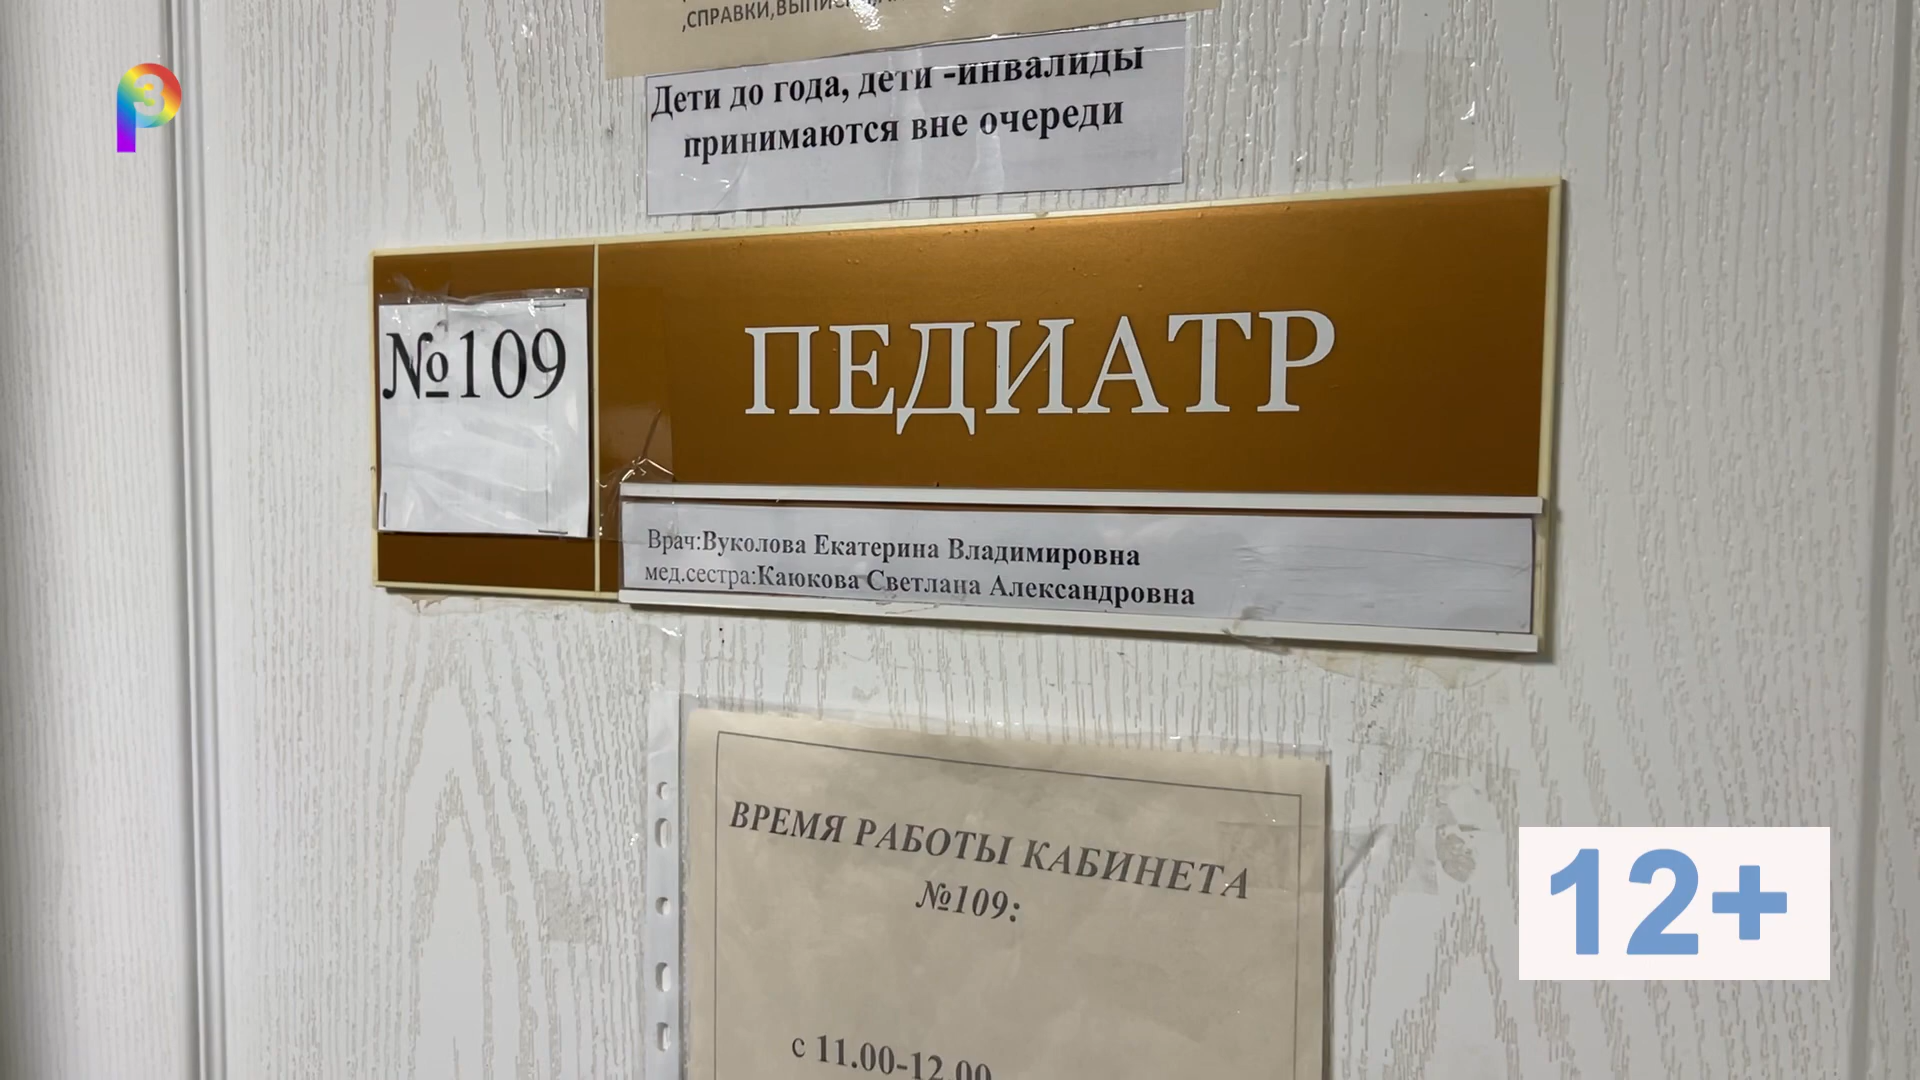 ,СПРАВКИ,
Дети до года, дети -инвалиды
принимаются вне очереди
№109
ПЕДИАТР
Врач:Вуколова Екатерина Владимировна
мед.сестра:Каюкова Светлана Александровна
ВРЕМЯ РАБОТЫ КАБИНЕТА
№109:
с 11.00-12.00
12+